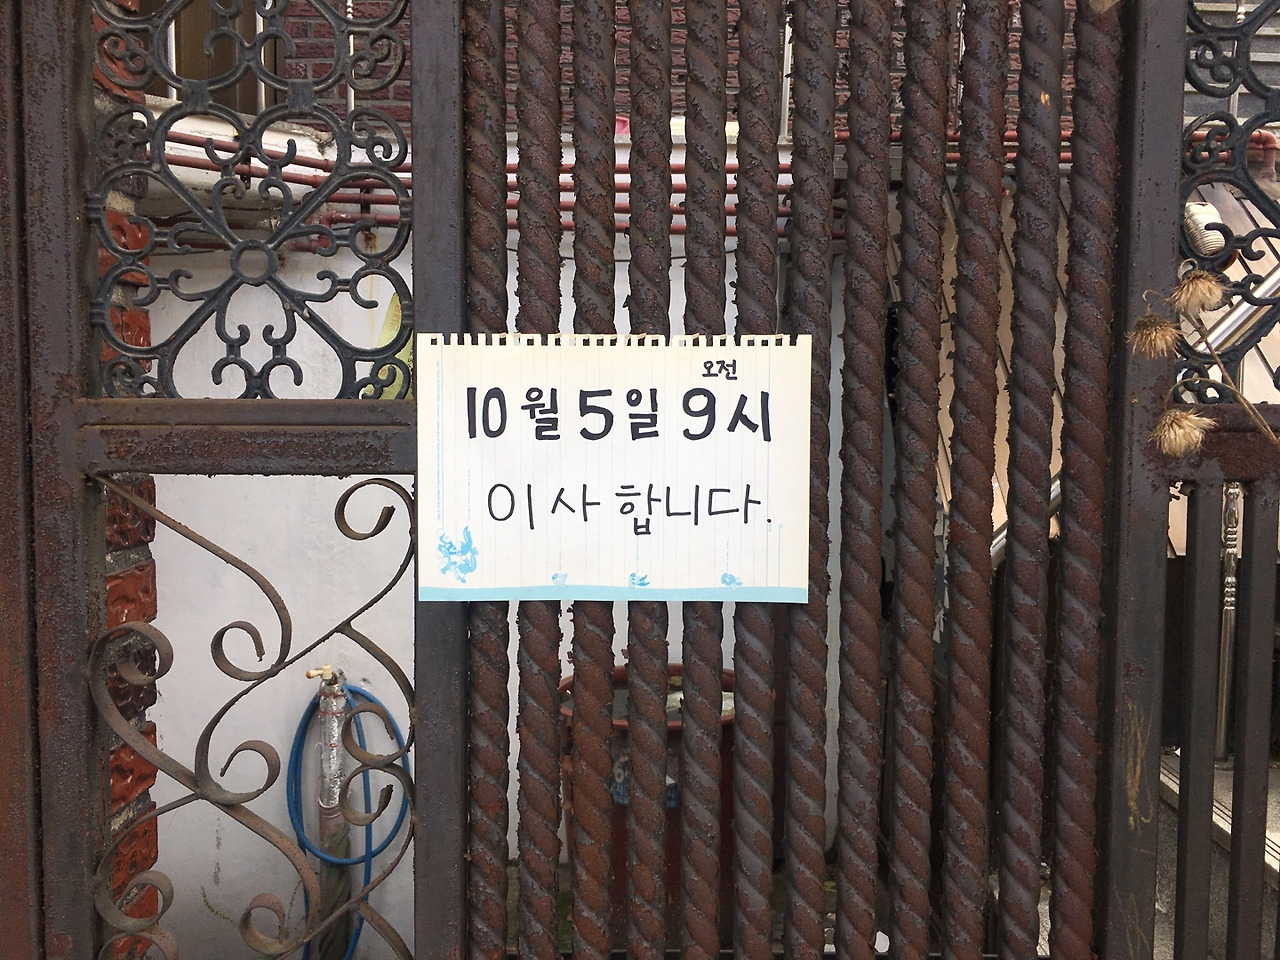 오전
10월 5일 9시
이사 합니다.